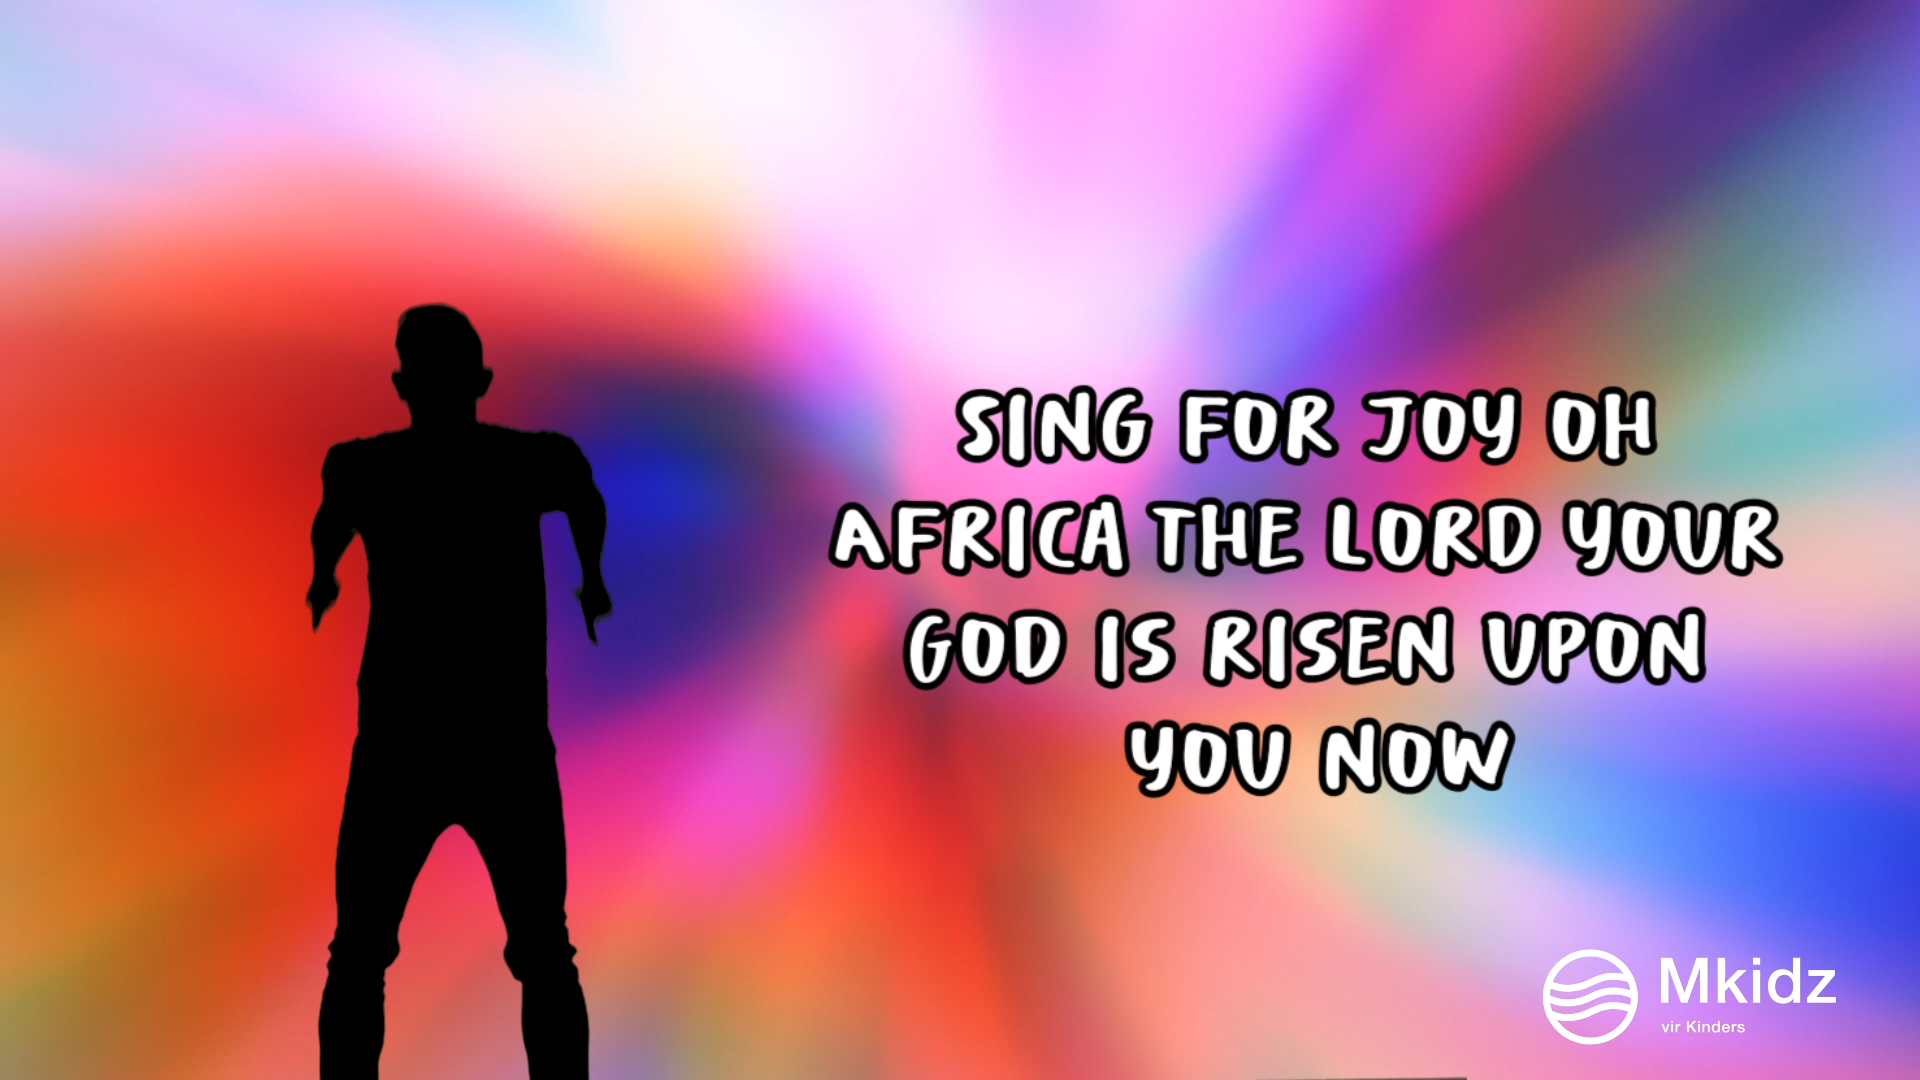 SING FOR JOY OH
AFRICA THE LORD YOUR
GOD IS RISEN UPON
YOU NOW
Mkidz
vir Kinders